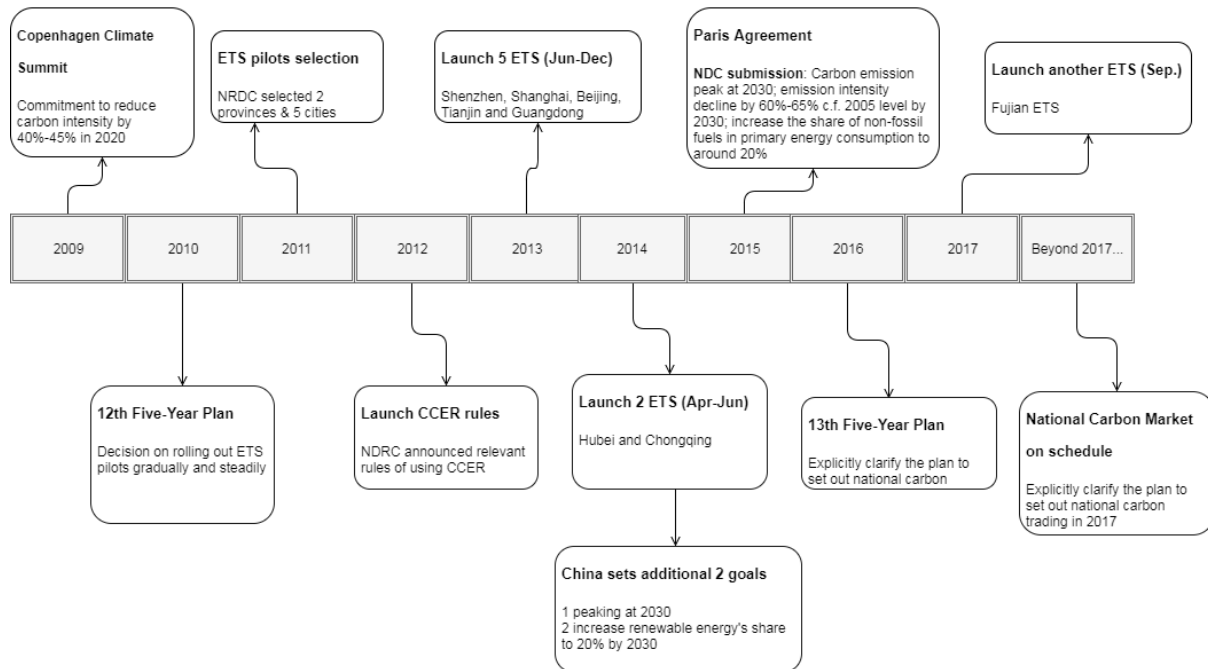 Copenhagen Climate
Summit
Commitment to reduce
carbon intensity by
40%-45% in 2020
ETS pilots selection
NRDC selected 2
provinces & 5 cities
Launch 5 ETS (Jun-Dec)
Shenzhen, Shanghai, Beijing,
Tianjin and Guangdong
Paris Agreement
NDC submission: Carbon emission
peak at 2030; emission intensity
decline by 60%-65% c.f. 2005 level by
2030; increase the share of non-fossil
fuels in primary energy consumption to
around 20%
Launch another ETS (Sep.)
Fujian ETS
2009
2010
2011
2012
2013
2014
2015
2016
2017
Beyond 2017...
12th Five-Year Plan
Decision on rolling out ETS
pilots gradually and steadily
Launch CCER rules
NDRC announced relevant
rules of using CCER
Launch 2 ETS (Apr-Jun)
Hubei and Chongqing
China sets additional 2 goals
1 peaking at 2030
2 increase renewable energy's share
to 20% by 2030
13th Five-Year Plan
Explicitly clarify the plan to
set out national carbon
National Carbon Market
on schedule
Explicitly clarify the plan to
set out national carbon
trading in 2017